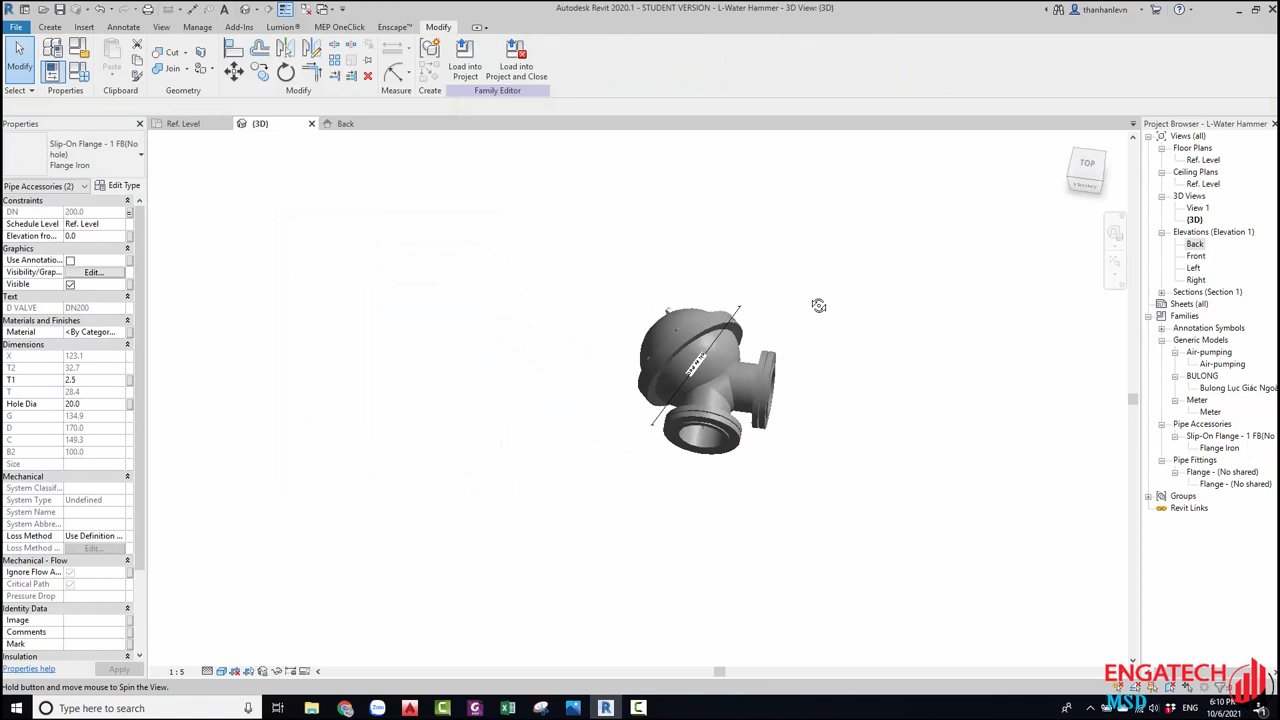 Autodesk Revit 2020.1 - STUDENT VERSION - L-Water Hammer - 3D View: {3D}
thanhlevn
File Create Insert Annotate View Manage Add-Ins Lumion® MEP OneClick Enscape™ Modify
Modify
Paste
Cut
Join
Load into Project
Load into Project and Close
Select Properties Clipboard Geometry Modify Measure Create Family Editor
Properties
Ref. Level {3D} Back
Project Browser - L-Water Hammer
Slip-On Flange - 1 FB(No hole)
Flange Iron
Pipe Accessories (2) Edit Type
Constraints
DN 200.0
Schedule Level Ref. Level
Elevation fro... 0.0
Graphics
Use Annotatio...
Visibility/Grap... Edit...
Visible
Text
D VALVE DN200
Materials and Finishes
Material <By Categor...
Dimensions
X 123.1
T2 32.7
T1 2.5
T 28.4
Hole Dia 20.0
G 134.9
D 170.0
C 149.3
B2 100.0
Size
Mechanical
System Classif...
System Type Undefined
System Name
System Abbre...
Loss Method Use Definition ...
Loss Method ... Edit...
Mechanical - Flow
Ignore Flow A...
Critical Path
Pressure Drop
Identity Data
Image
Comments
Mark
Insulation
Properties help Apply
TOP
FRONT
Views (all)
Floor Plans
Ref. Level
Ceiling Plans
Ref. Level
3D Views
View 1
{3D}
Elevations (Elevation 1)
Back
Front
Left
Right
Sections (Section 1)
Sheets (all)
Families
Annotation Symbols
Generic Models
Air-pumping
Air-pumping
BULONG
Bulong Lục Giác Ngoà
Meter
Meter
Pipe Accessories
Slip-On Flange - 1 FB(No
Flange Iron
Pipe Fittings
Flange - (No shared)
Flange - (No shared)
Groups
Revit Links
1 : 5
Hold button and move mouse to Spin the View.
ENGATECH
MSD
Type here to search
6:10 PM
10/6/2021